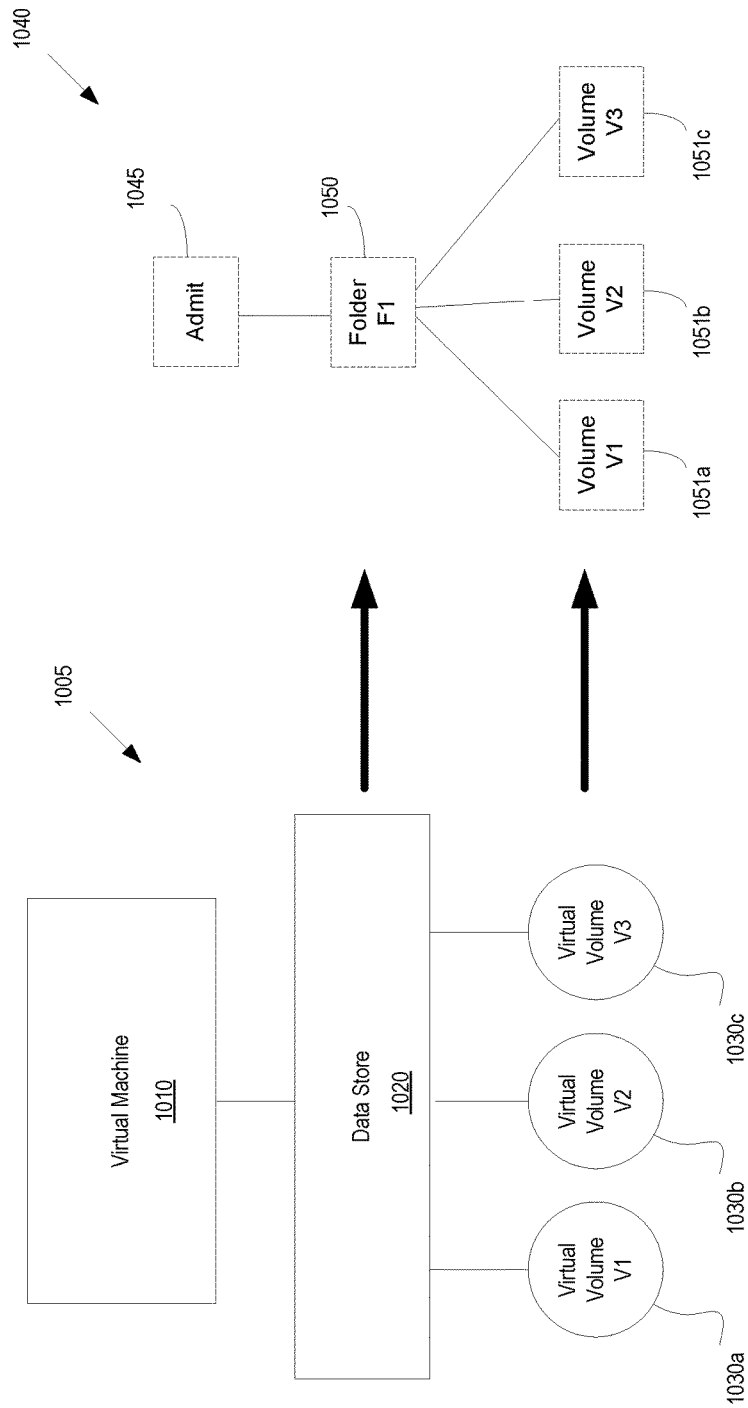 1005
Virtual Machine
1010
Data Store
1020
Virtual
Volume
V1
Virtual
Volume
V2
Virtual
Volume
V3
1030a
1030b
1030c
1040
Admit
1045
Folder
F1
1050
Volume
V1
Volume
V2
Volume
V3
1051a
1051b
1051c